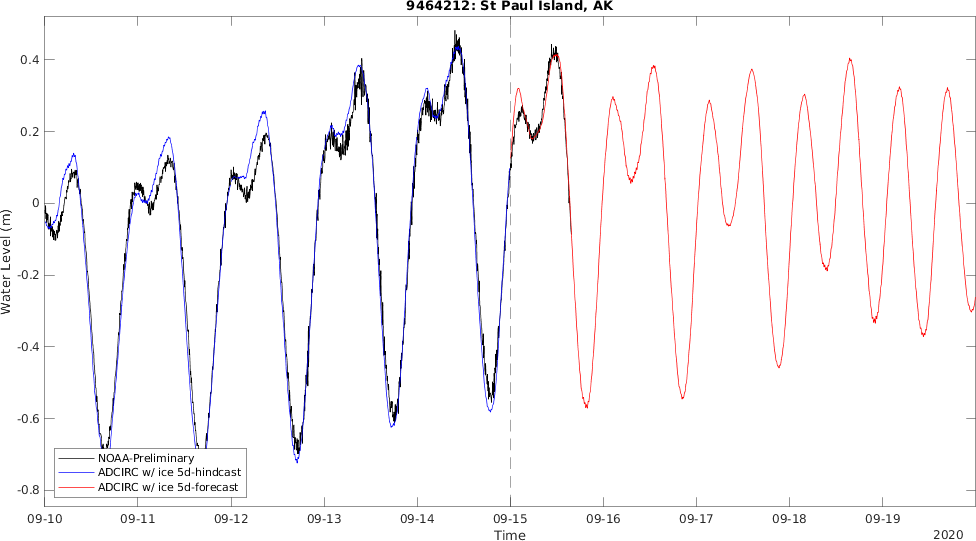 9464212: St Paul Island, AK
Water Level (m)
0.4
0.2
0
-0.2
-0.4
-0.6
-0.8
NOAA-Preliminary
ADCIRC w/ ice 5d-hindcast
ADCIRC w/ ice 5d-forecast
09-10 09-11 09-12 09-13 09-14 09-15 09-16 09-17 09-18 09-19
Time
2020